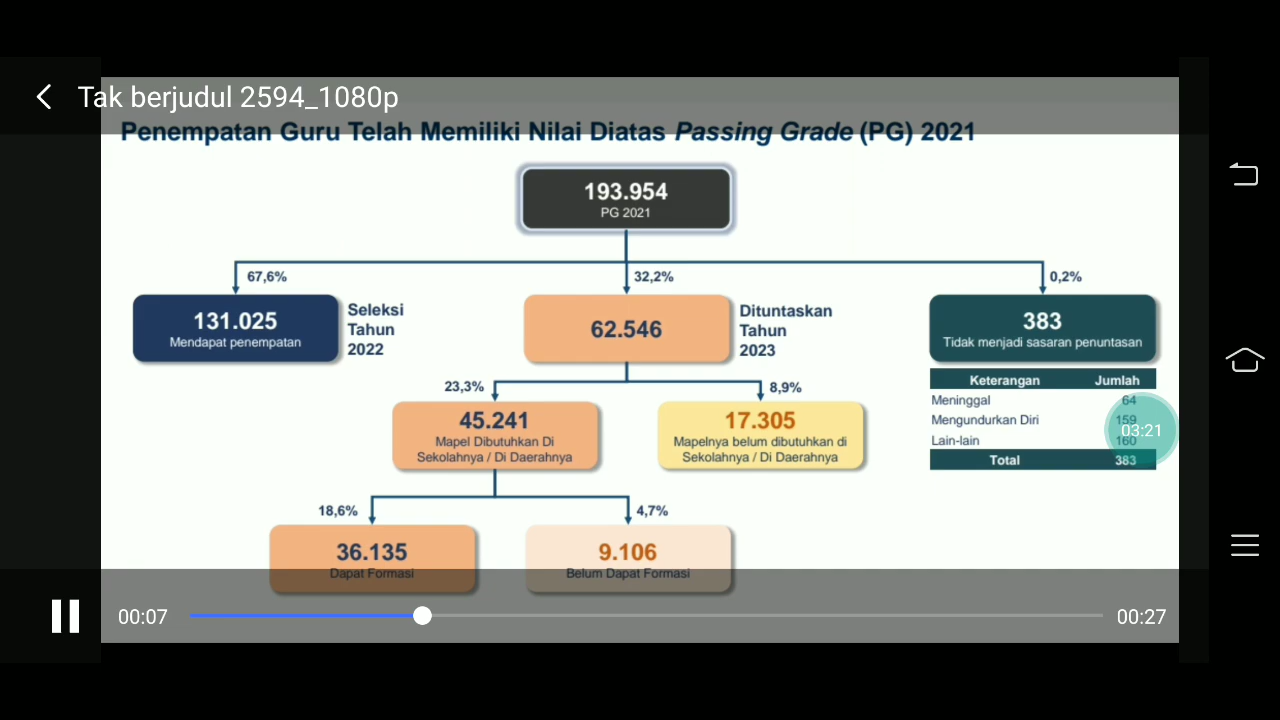 Tak berjudul 2594_1080p
Penempatan Guru Telah Memiliki Nilai Diatas Passing Grade (PG) 2021
193.954
PG 2021
67,6%
32,2%
0,2%
131.025
Mendapat penempatan
Seleksi
Tahun
2022
62.546
Dituntaskan
Tahun
2023
383
Tidak menjadi sasaran penuntasan
Keterangan Jumlah
Meninggal 64
Mengundurkan Diri 159
Lain-lain 160
Total 383
03:21
23,3%
8,9%
45.241
Mapel Dibutuhkan Di
Sekolahnya / Di Daerahnya
17.305
Mapelnya belum dibutuhkan di
Sekolahnya / Di Daerahnya
18,6%
4,7%
36.135
Dapat Formasi
9.106
Belum Dapat Formasi
00:07
00:27